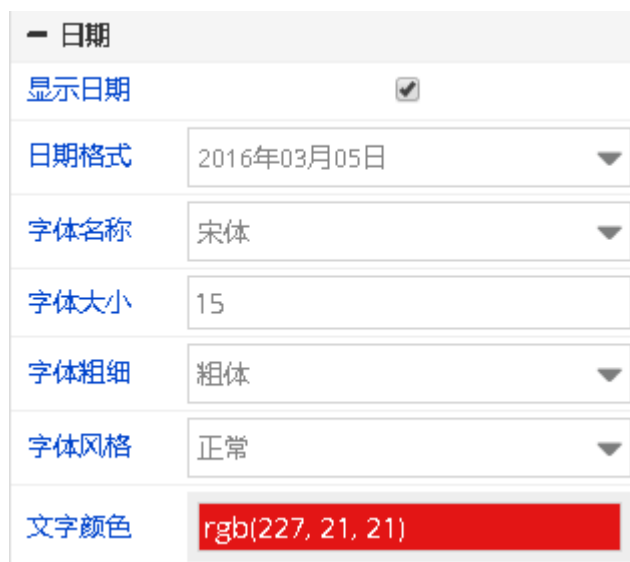 日期
显示日期
日期格式 2016年03月05日
字体名称 宋体
字体大小 15
字体粗细 粗体
字体风格 正常
文字颜色 rgb(227, 21, 21)